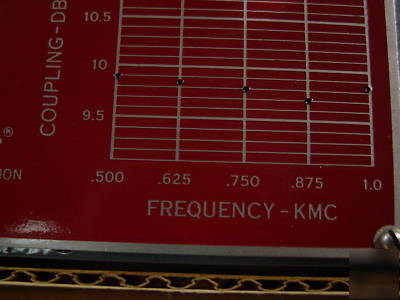 10.5
10
9.5
COUPLING-DB
®
ION
.500 .625 .750 .875 1.0
FREQUENCY-KMC